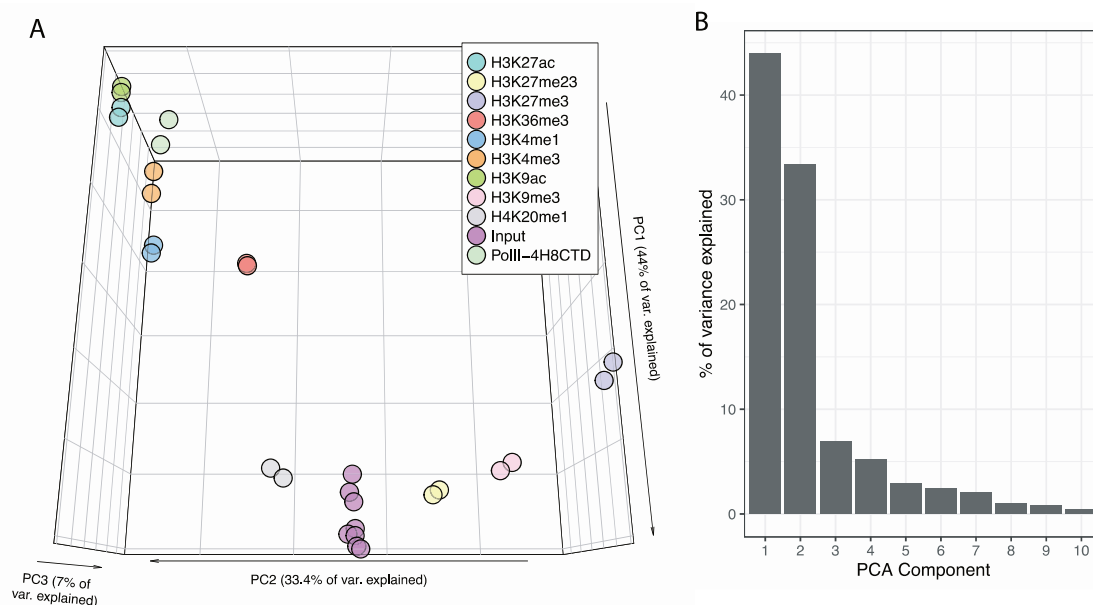 A
H3K27ac
H3K27me23
H3K27me3
H3K36me3
H3K4me1
H3K4me3
H3K9ac
H3K9me3
H4K20me1
Input
PolII-4H8CTD
PC1 (44% of var. explained)
PC2 (33.4% of var. explained)
PC3 (7% of
var. explained)
B
% of variance explained
40
30
20
10
0
1 2 3 4 5 6 7 8 9 10
PCA Component